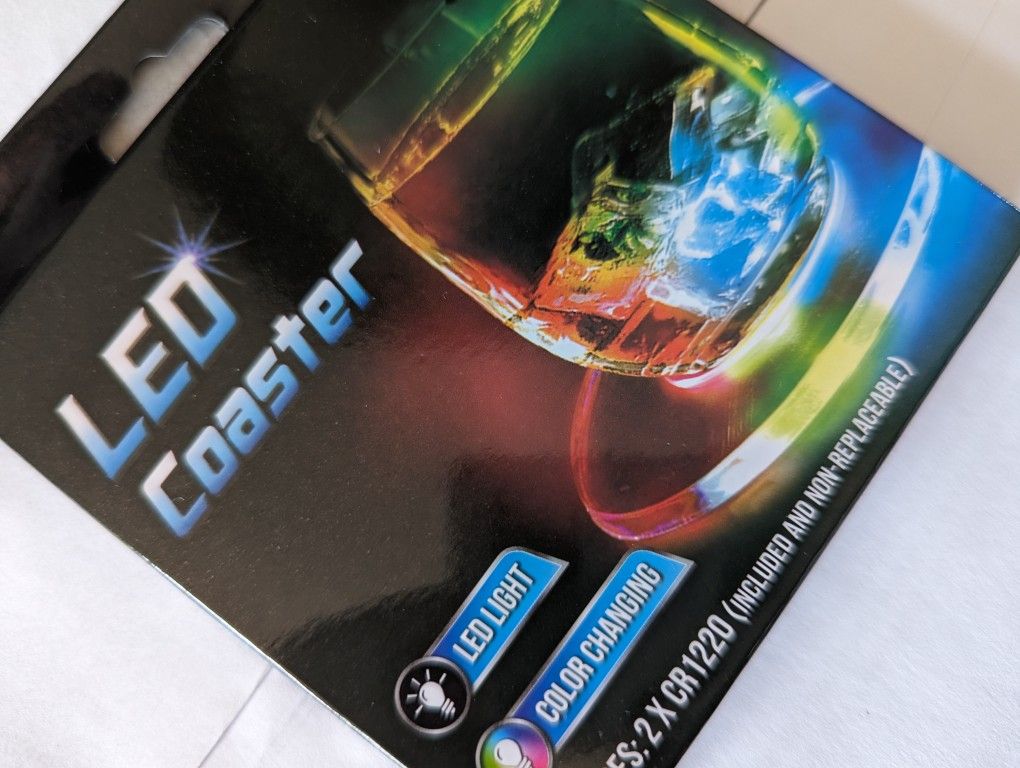 LED
Coaster
LED LIGHT
COLOR CHANGING
ES; 2 X CR1220 (INCLUDED AND NON-REPLACEABLE)